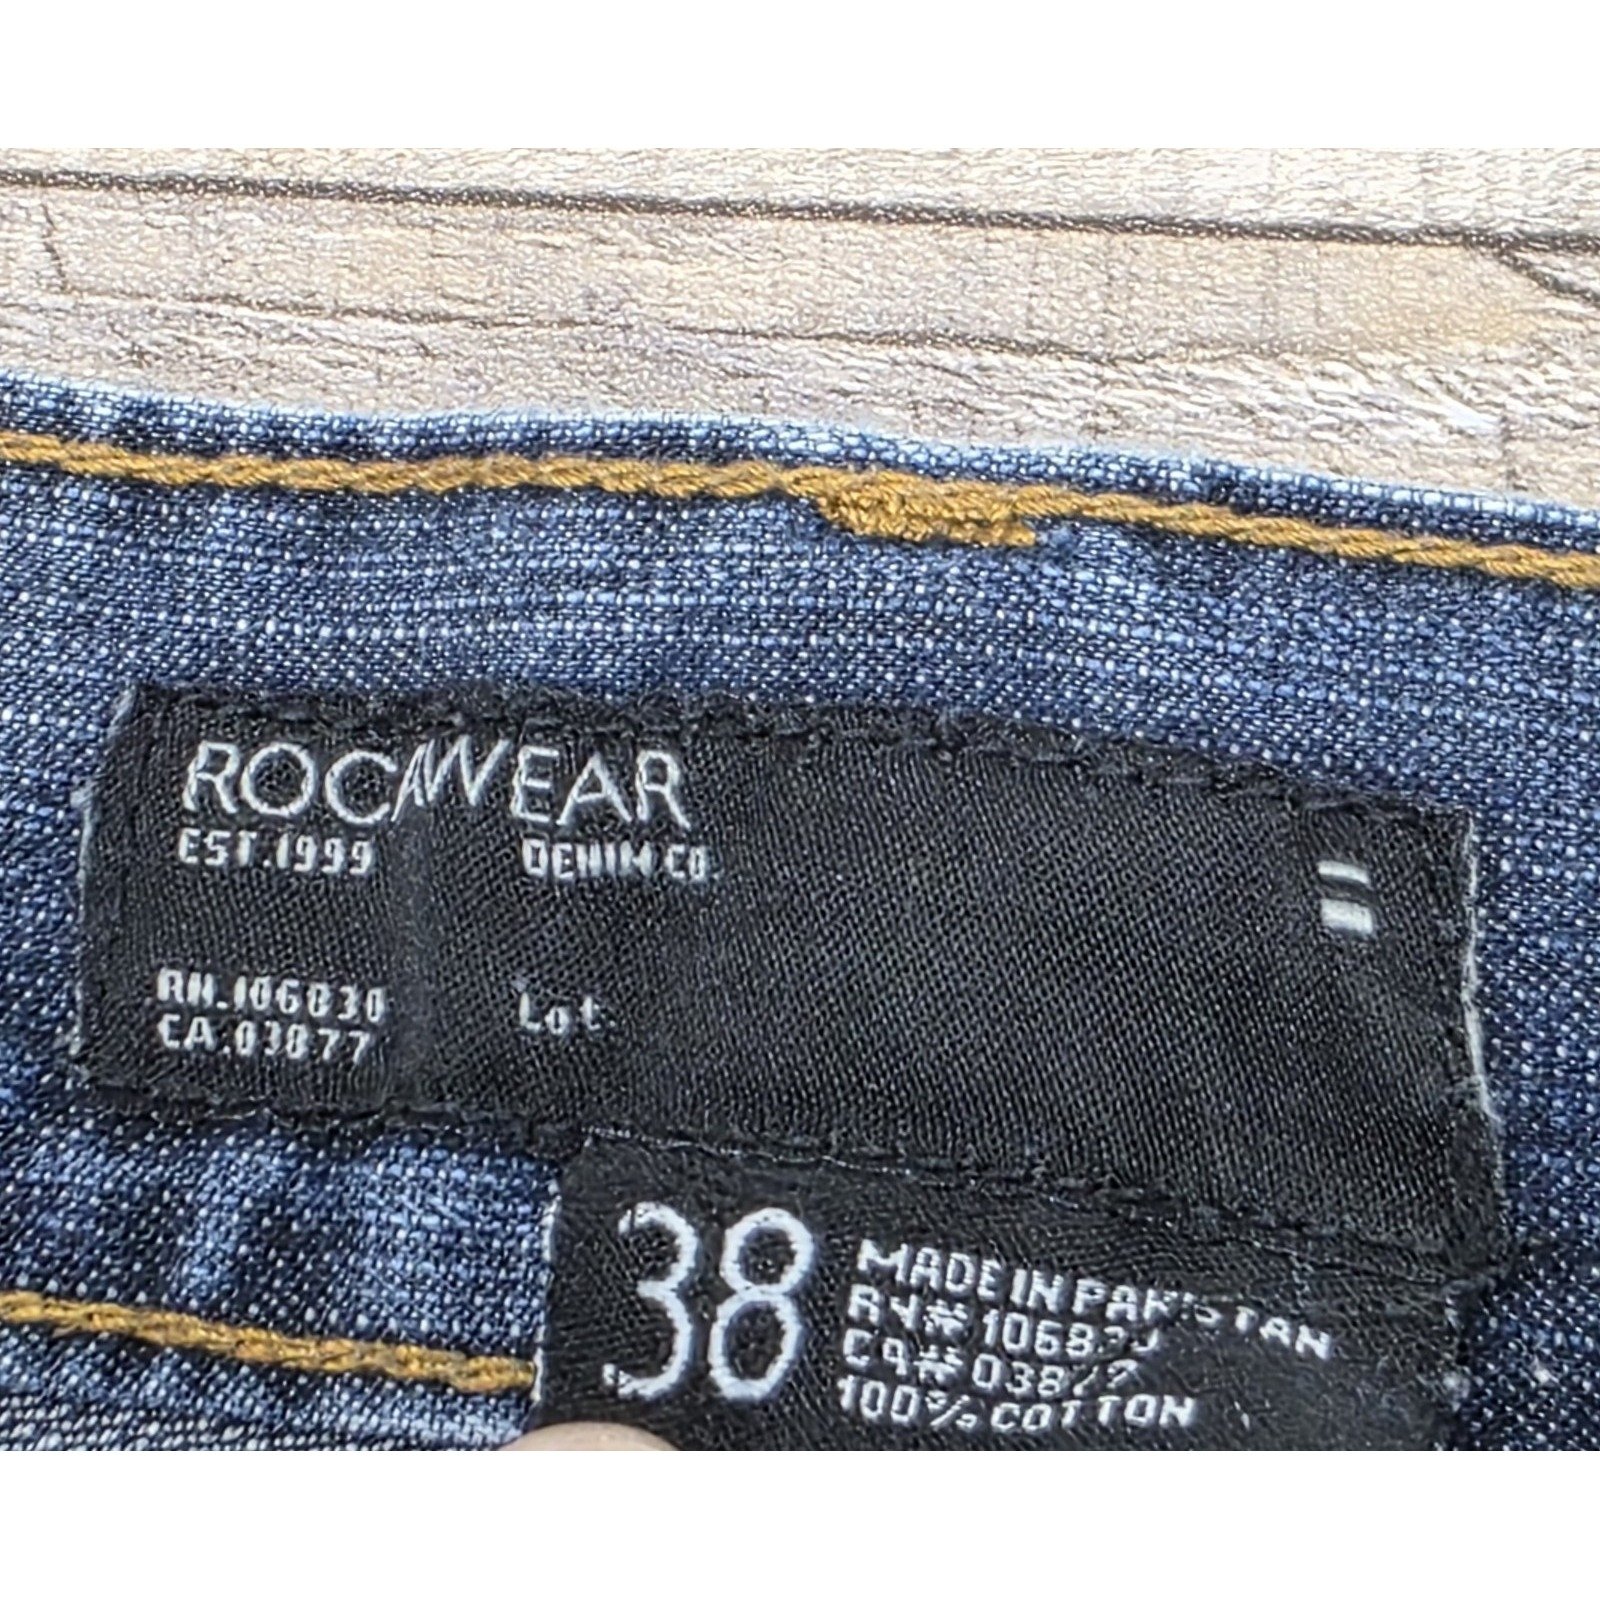 ROCAWEAR
EST.1999 DENIM CO.
RN.106830
CA.03877
Lot.
38
MADE IN PAKISTAN
100% COTTON